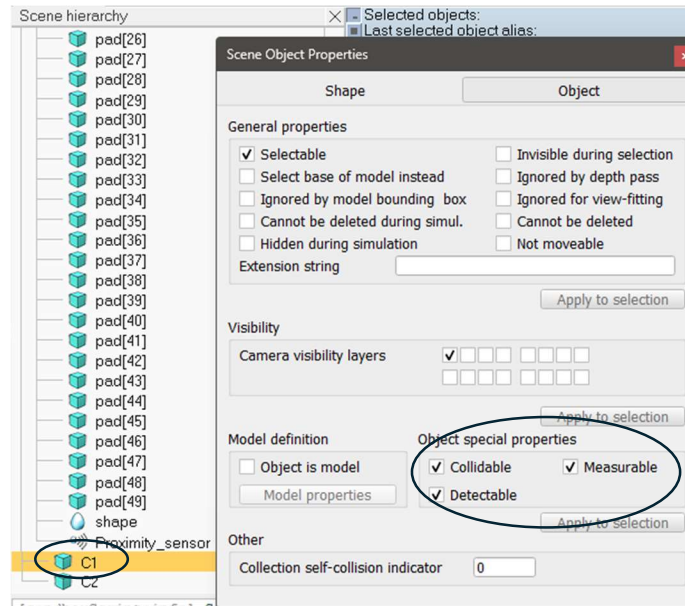 Scene hierarchy
pad[26]
pad[27]
pad[28]
pad[29]
pad[30]
pad[31]
pad[32]
pad[33]
pad[34]
pad[35]
pad[36]
pad[37]
pad[38]
pad[39]
pad[40]
pad[41]
pad[42]
pad[43]
pad[44]
pad[45]
pad[46]
pad[47]
pad[48]
pad[49]
shape
Proximity_sensor
C1
C2
Selected objects:
Last selected object alias:
Scene Object Properties
Shape
Object
General properties
Selectable
Invisible during selection
Select base of model instead
Ignored by depth pass
Ignored by model bounding box
Ignored for view-fitting
Cannot be deleted during simul.
Cannot be deleted
Hidden during simulation
Not moveable
Extension string
Apply to selection
Visibility
Camera visibility layers
Apply to selection
Model definition
Object special properties
Object is model
Collidable
Measurable
Model properties
Detectable
Apply to selection
Other
Collection self-collision indicator
0